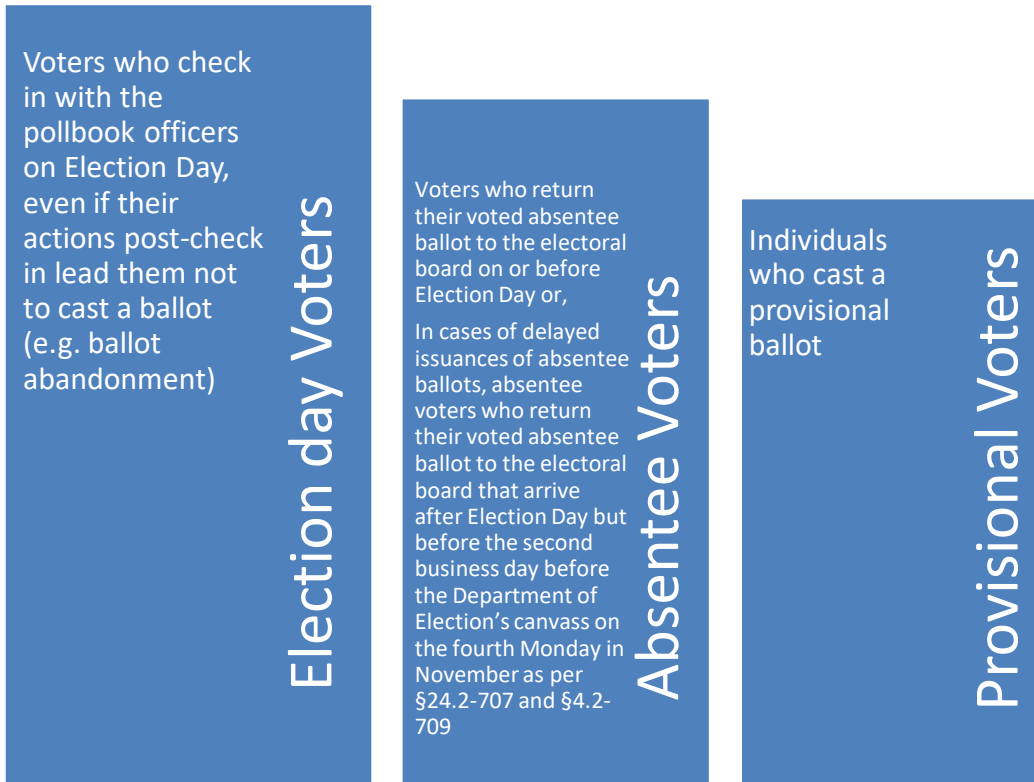 Voters who check
in with the
pollbook officers
on Election Day,
even if their
actions post-check
in lead them not
to cast a ballot
(e.g. ballot
abandonment)
Election day Voters
Voters who return
their voted absentee
ballot to the electoral
board on or before
Election Day or,
In cases of delayed
issuances of absentee
ballots, absentee
voters who return
their voted absentee
ballot to the electoral
board that arrive
after Election Day but
before the second
business day before
the Department of
Election’s canvass on
the fourth Monday in
November as per
§24.2-707 and §4.2-
709
Absentee Voters
Individuals
who cast a
provisional
ballot
Provisional Voters